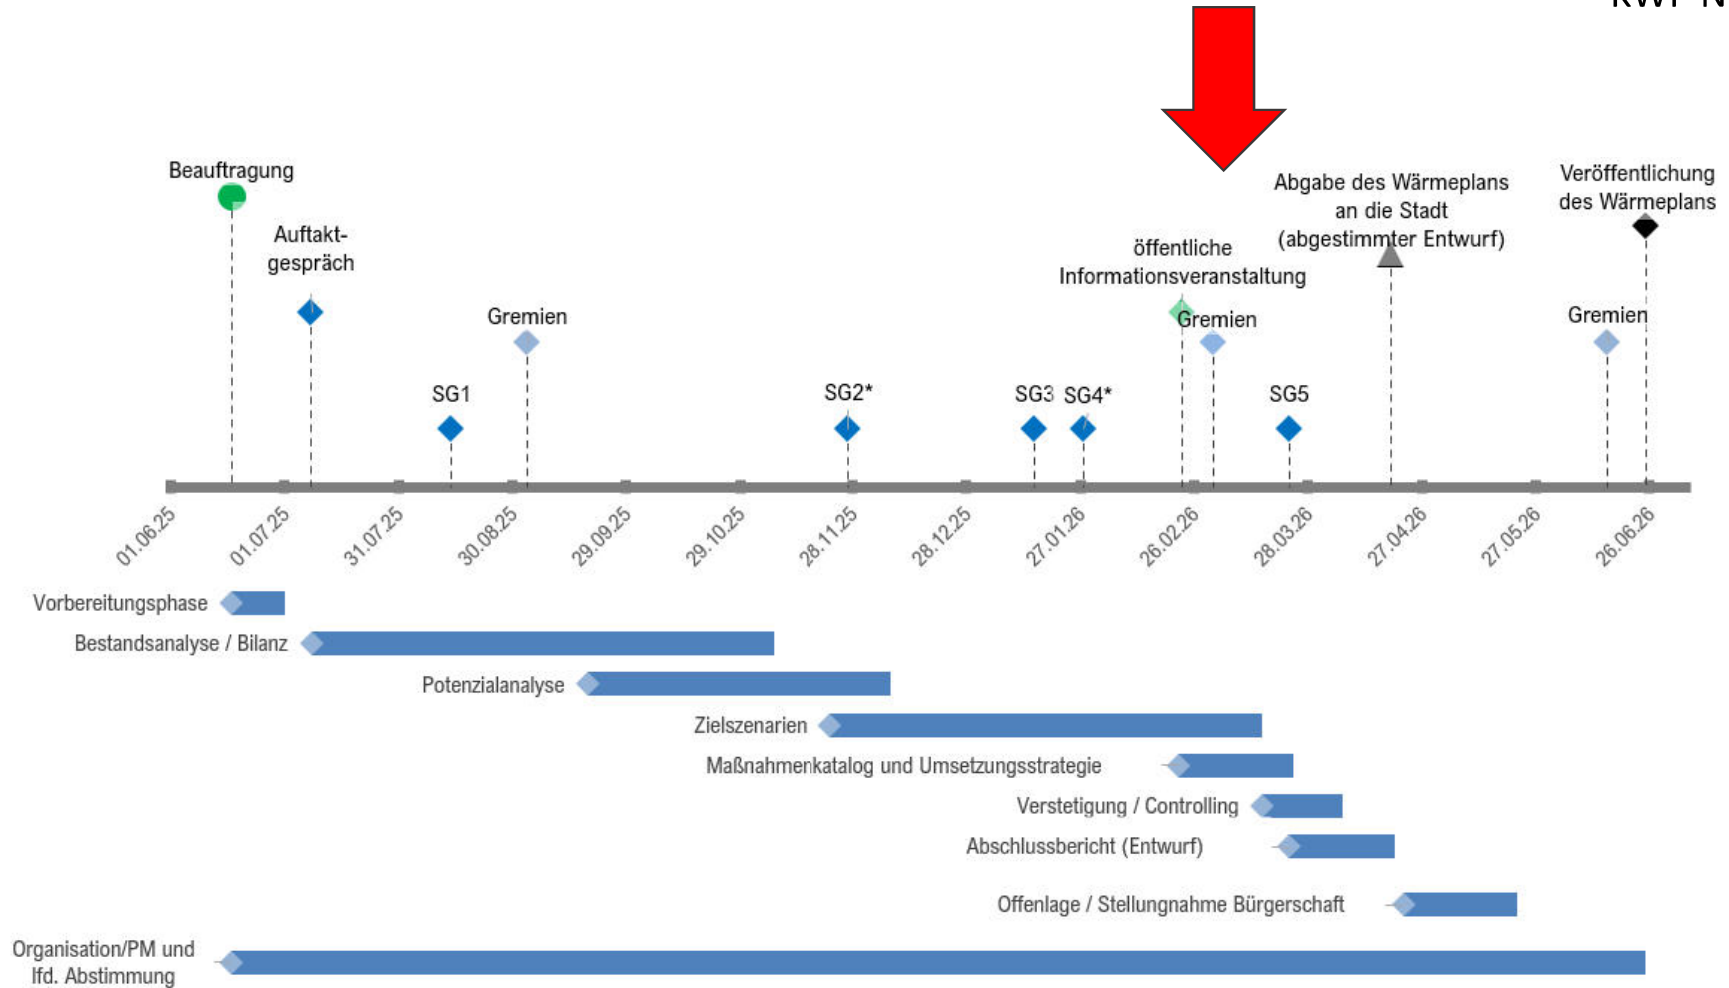 KWP N
Beauftragung
Auftakt-
gespräch
Gremien
SG1
SG2*
SG3
SG4*
öffentliche
Informationsveranstaltung
Gremien
SG5
Abgabe des Wärmeplans
an die Stadt
(abgestimmter Entwurf)
Veröffentlichung
des Wärmeplans
Gremien
01.06.25
01.07.25
31.07.25
30.08.25
29.09.25
29.10.25
28.11.25
28.12.25
27.01.26
26.02.26
28.03.26
27.04.26
27.05.26
26.06.26
Vorbereitungsphase
Bestandsanalyse / Bilanz
Potenzialanalyse
Zielszenarien
Maßnahmenkatalog und Umsetzungsstrategie
Verstetigung / Controlling
Abschlussbericht (Entwurf)
Offenlage / Stellungnahme Bürgerschaft
Organisation/PM und
lfd. Abstimmung